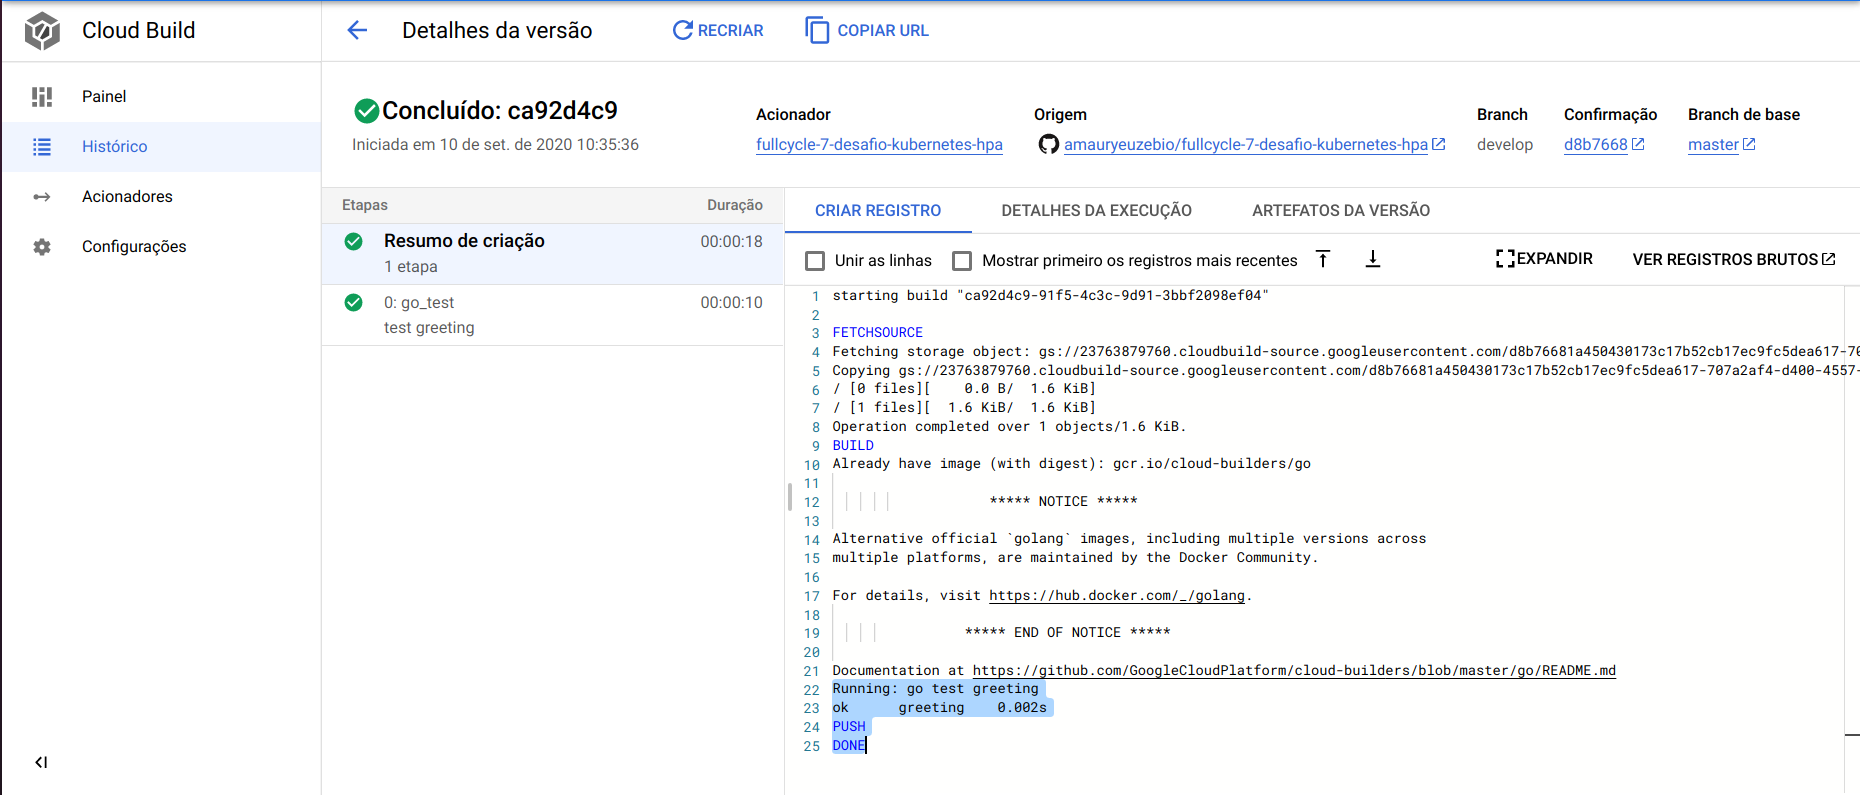 Cloud Build
Detalhes da versão
RECRIAR
COPIAR URL
Painel
Histórico
Acionadores
Configurações
Concluído: ca92d4c9
Iniciada em 10 de set. de 2020 10:35:36
Acionador
fullcycle-7-desafio-kubernetes-hpa
Origem
amauryeuzebio/fullcycle-7-desafio-kubernetes-hpa
Branch
develop
Confirmação
d8b7668
Branch de base
master
Etapas Duração
Resumo de criação 00:00:18
1 etapa
0: go_test 00:00:10
test greeting
CRIAR REGISTRO DETALHES DA EXECUÇÃO ARTEFATOS DA VERSÃO
Unir as linhas Mostrar primeiro os registros mais recentes EXPANDIR VER REGISTROS BRUTOS
1 starting build "ca92d4c9-91f5-4c3c-9d91-3bbf2098ef04"
2
3 FETCHSOURCE
4 Fetching storage object: gs://23763879760.cloudbuild-source.googleusercontent.com/d8b76681a450430173c17b52cb17ec9fc5dea617-70
5 Copying gs://23763879760.cloudbuild-source.googleusercontent.com/d8b76681a450430173c17b52cb17ec9fc5dea617-707a2af4-d400-4557-
6 / [0 files][    0.0 B/  1.6 KiB]
7 / [1 files][  1.6 KiB/  1.6 KiB]
8 Operation completed over 1 objects/1.6 KiB.
9 BUILD
10 Already have image (with digest): gcr.io/cloud-builders/go
11
12 ***** NOTICE *****
13
14 Alternative official `golang` images, including multiple versions across
15 multiple platforms, are maintained by the Docker Community.
16
17 For details, visit https://hub.docker.com/_/golang.
18
19 ***** END OF NOTICE *****
20
21 Documentation at https://github.com/GoogleCloudPlatform/cloud-builders/blob/master/go/README.md
22 Running: go test greeting
23 ok      greeting    0.002s
24 PUSH
25 DONE